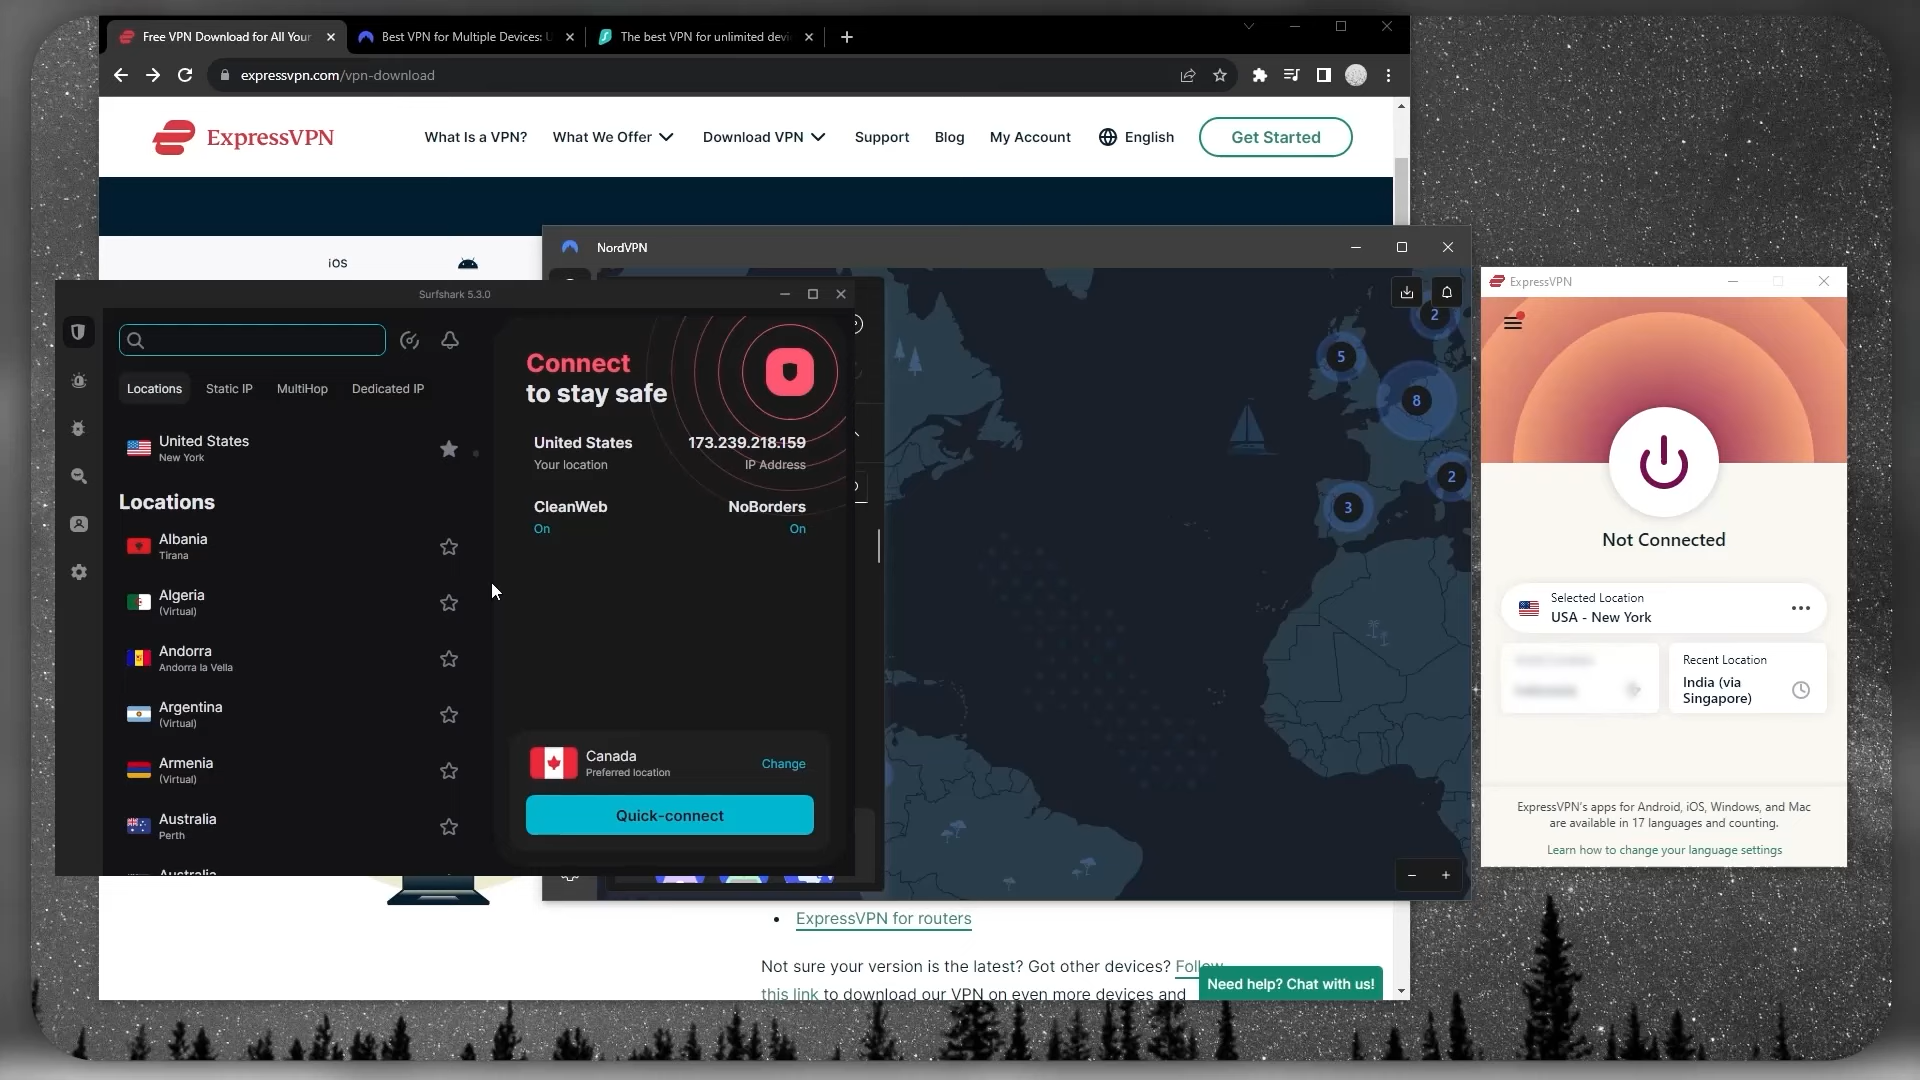 Free VPN Download for All Your
Best VPN for Multiple Devices: U
The best VPN for unlimited devi
expressvpn.com/vpn-download
ExpressVPN
What Is a VPN?
What We Offer
Download VPN
Support
Blog
My Account
English
Get Started
iOS
NordVPN
2
5
8
2
3
Surfshark 5.3.0
Locations
Static IP
MultiHop
Dedicated IP
United States
New York
Locations
Albania
Tirana
Algeria
(Virtual)
Andorra
Andorra la Vella
Argentina
(Virtual)
Armenia
(Virtual)
Australia
Perth
Australia
Connect
to stay safe
United States
173.239.218.159
Your location
IP Address
CleanWeb
NoBorders
On
On
Canada
Preferred location
Change
Quick-connect
ExpressVPN
Not Connected
Selected Location
USA - New York
Recent Location
India (via
Singapore)
ExpressVPN's apps for Android, iOS, Windows, and Mac
are available in 17 languages and counting.
Learn how to change your language settings
ExpressVPN for routers
Not sure your version is the latest? Got other devices? Follow
this link to download our VPN on even more devices and
Need help? Chat with us!